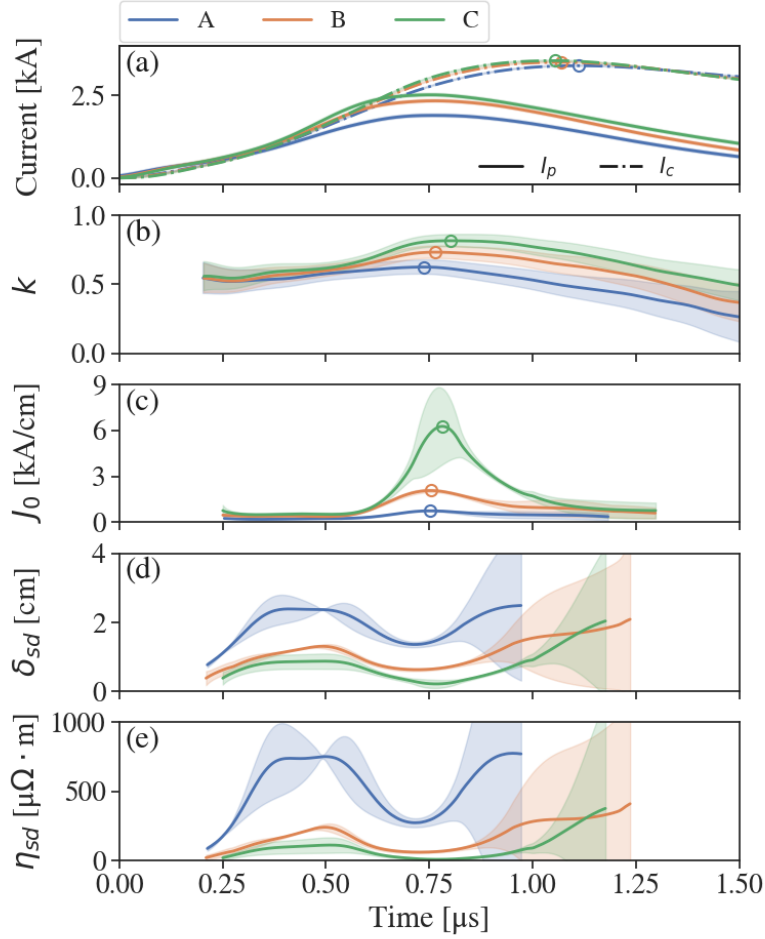 A B C
(a)
Current [kA]
2.5
0.0
I_p I_c
(b)
k
1.0
0.5
0.0
(c)
J_0 [kA/cm]
9
6
3
0
(d)
δ_sd [cm]
4
2
0
(e)
η_sd [μΩ · m]
1000
500
0
0.00 0.25 0.50 0.75 1.00 1.25 1.50
Time [μs]